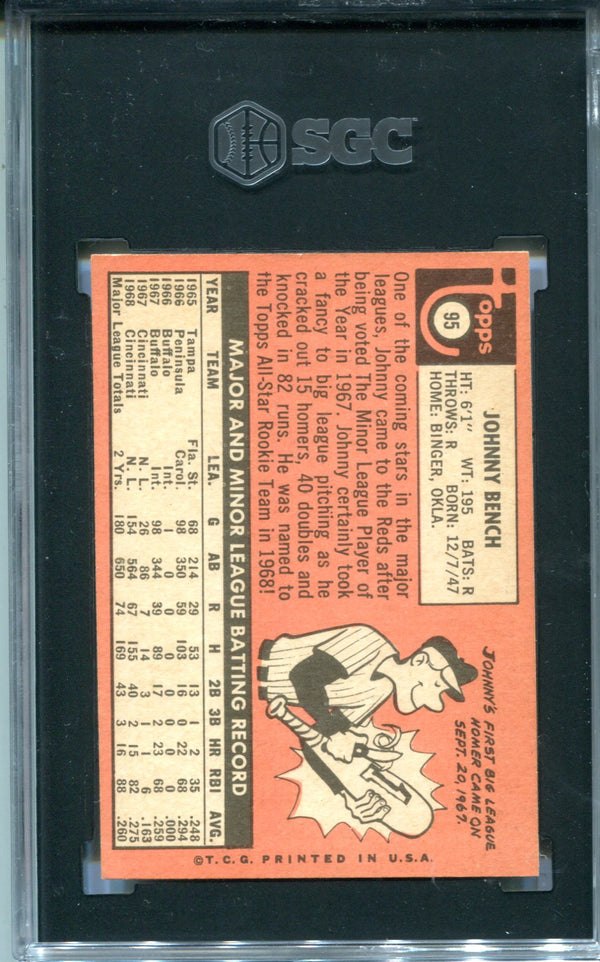 SGC
Topps
95
JOHNNY BENCH
HT: 6'1" WT: 195 BATS: R
THROWS: R BORN: 12/7/47
HOME: BINGER, OKLA.
One of the coming stars in the major
leagues, Johnny came to the Reds after
being voted The Minor League Player of
the Year in 1967. Johnny certainly took
a fancy to big league pitching as he
cracked out 15 homers, 40 doubles and
knocked in 82 runs. He was named to
the Topps All-Star Rookie Team in 1968!
JOHNNY'S FIRST BIG LEAGUE
HOMER CAME ON
SEPT. 20, 1967.
MAJOR AND MINOR LEAGUE BATTING RECORD
YEAR TEAM LEA. G AB R H 2B 3B HR RBI AVG.
1965 Tampa Fla. St. 68 214 29 53 13 1 2 35 .248
1966 Peninsula Carol. 98 350 59 103 16 0 22 68 .294
1966 Buffalo Int. 1 0 0 0 0 0 0 0 .000
1967 Buffalo Int. 98 344 39 89 17 2 23 68 .259
1967 Cincinnati N. L. 26 86 7 14 3 1 1 6 .163
1968 Cincinnati N. L. 154 564 67 155 40 2 15 82 .275
Major League Totals 2 Yrs. 180 650 74 169 43 3 16 88 .260
©T.C.G. PRINTED IN U.S.A.